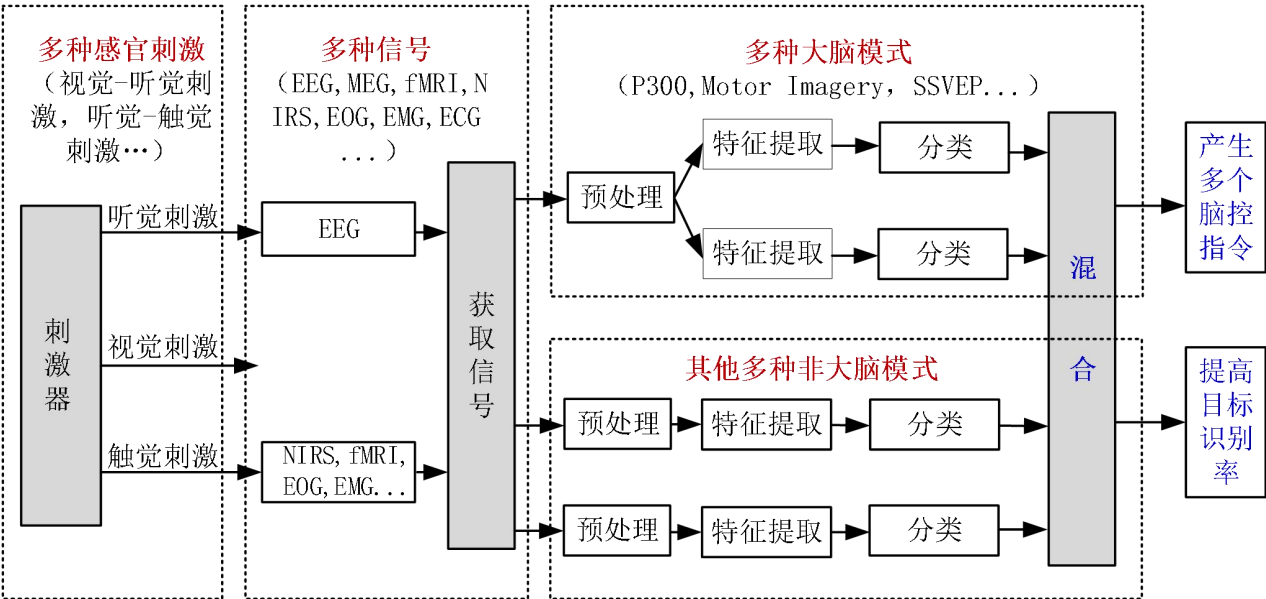 多种感官刺激
（视觉-听觉刺
激，听觉-触觉
刺激…）
听觉刺激
视觉刺激
触觉刺激
刺
激
器
多种信号
（EEG,MEG,fMRI,N
IRS,EOG,EMG,ECG
...）
EEG
NIRS,fMRI,
EOG,EMG...
获
取
信
号
多种大脑模式
（P300,Motor Imagery，SSVEP...）
预处理
特征提取
分类
特征提取
分类
其他多种非大脑模式
预处理
特征提取
分类
预处理
特征提取
分类
混
合
产生
多个
脑控
指令
提高
目标
识别
率